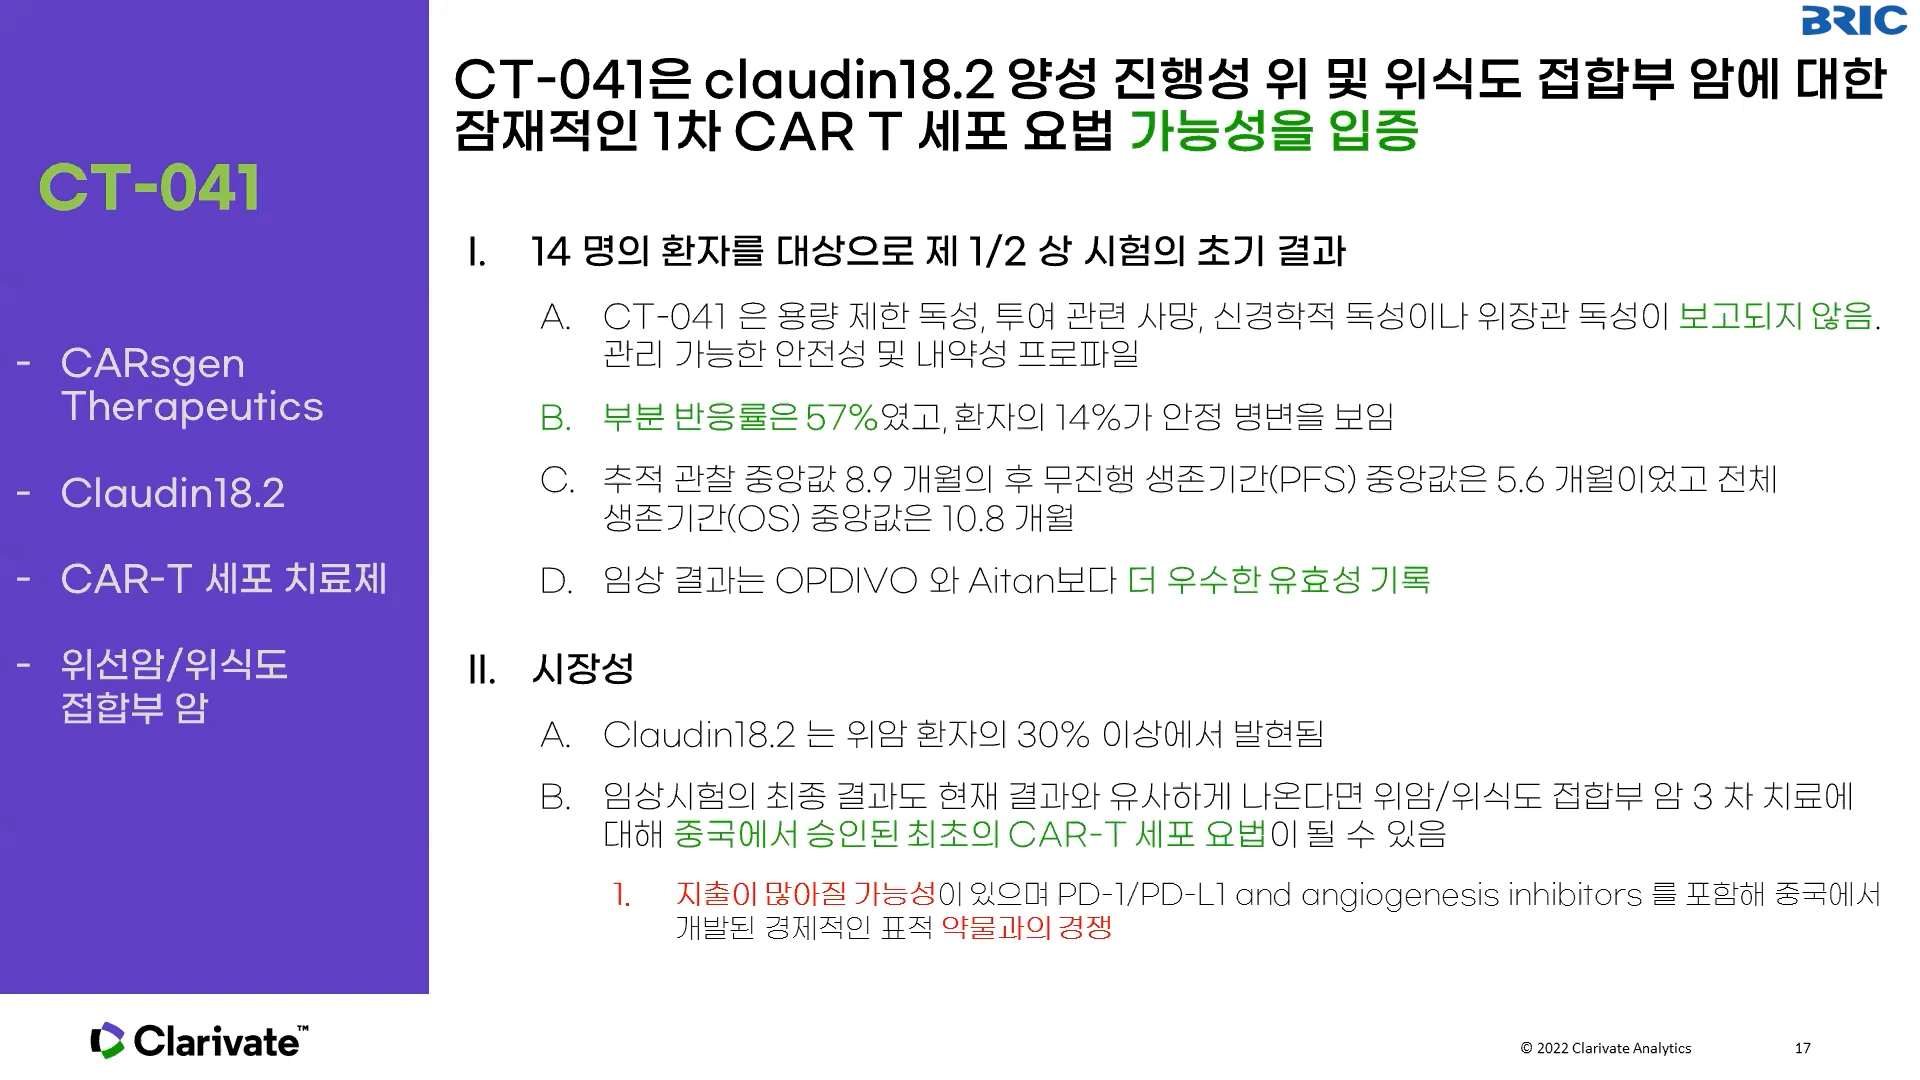 BRIC
CT-041은 claudin18.2 양성 진행성 위 및 위식도 접합부 암에 대한
잠재적인 1차 CAR T 세포 요법 가능성을 입증
CT-041
- CARsgen
Therapeutics
- Claudin18.2
- CAR-T 세포 치료제
- 위선암/위식도
접합부 암
I. 14 명의 환자를 대상으로 제 1/2 상 시험의 초기 결과
A. CT-041 은 용량 제한 독성, 투여 관련 사망, 신경학적 독성이나 위장관 독성이 보고되지 않음.
관리 가능한 안전성 및 내약성 프로파일
B. 부분 반응률은 57%였고, 환자의 14%가 안정 병변을 보임
C. 추적 관찰 중앙값 8.9 개월의 후 무진행 생존기간(PFS) 중앙값은 5.6 개월이었고 전체
생존기간(OS) 중앙값은 10.8 개월
D. 임상 결과는 OPDIVO 와 Aitan보다 더 우수한 유효성 기록
II. 시장성
A. Claudin18.2 는 위암 환자의 30% 이상에서 발현됨
B. 임상시험의 최종 결과도 현재 결과와 유사하게 나온다면 위암/위식도 접합부 암 3 차 치료에
대해 중국에서 승인된 최초의 CAR-T 세포 요법이 될 수 있음
1. 지출이 많아질 가능성이 있으며 PD-1/PD-L1 and angiogenesis inhibitors 를 포함해 중국에서
개발된 경제적인 표적 약물과의 경쟁
Clarivate™
© 2022 Clarivate Analytics
17